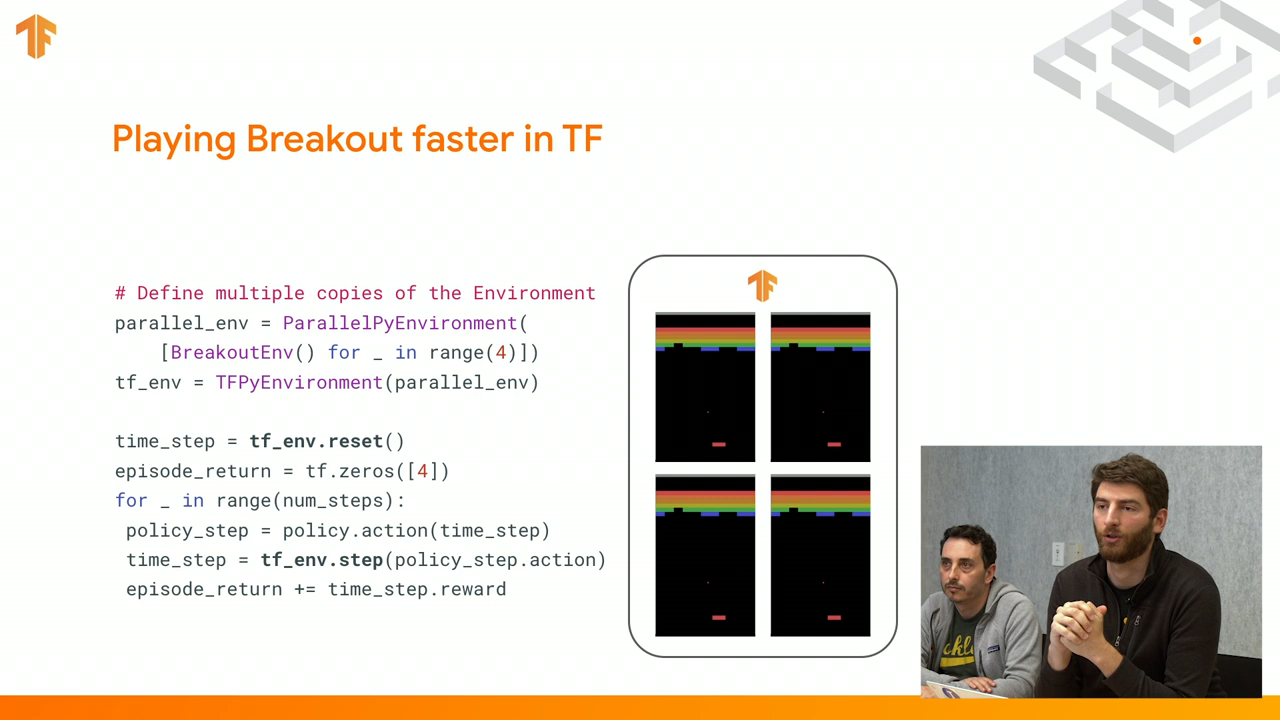 Playing Breakout faster in TF
# Define multiple copies of the Environment
parallel_env = ParallelPyEnvironment(
[BreakoutEnv() for _ in range(4)])
tf_env = TFPyEnvironment(parallel_env)
time_step = tf_env.reset()
episode_return = tf.zeros([4])
for _ in range(num_steps):
policy_step = policy.action(time_step)
time_step = tf_env.step(policy_step.action)
episode_return += time_step.reward